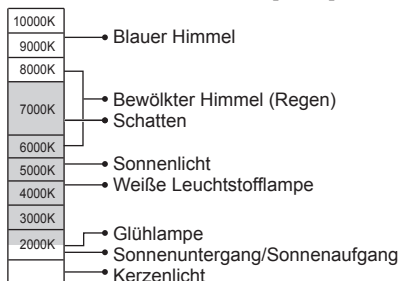 10000K
9000K
8000K
7000K
6000K
5000K
4000K
3000K
2000K
Blauer Himmel
Bewölkter Himmel (Regen)
Schatten
Sonnenlicht
Weiße Leuchtstofflampe
Glühlampe
Sonnenuntergang/Sonnenaufgang
Kerzenlicht